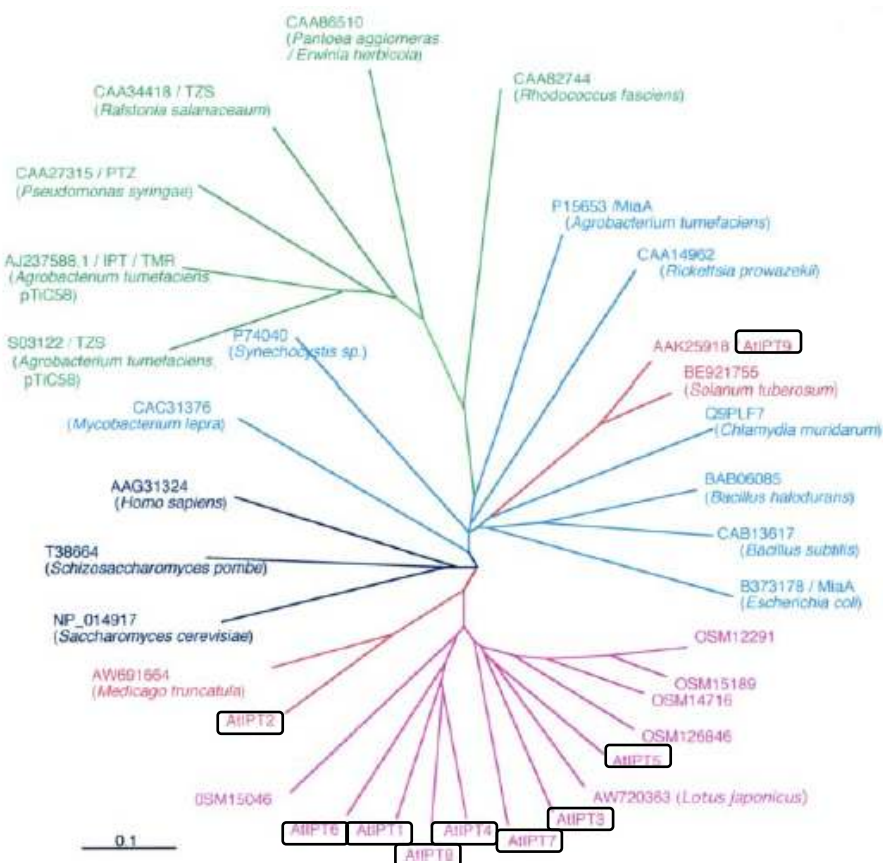 CAA86510
(Pantoea agglomeras
/ Erwinia herbicola)
CAA34418 / TZS
(Ralstonia salanaceaum)
CAA82744
(Rhodococcus fasciens)
CAA27315 / PTZ
(Pseudomonas syringae)
P15653 /MiaA
(Agrobacterium tumefaciens)
AJ237588.1 / IPT / TMR
(Agrobacterium tumefaciens
pTiC58)
CAA14962
(Rickettsia prowazekii)
S03122 / TZS
(Agrobacterium tumefaciens
pTiC58)
P74040
(Synechocystis sp.)
AAK25918 AtIPT9
BE921755
(Solanum tuberosum)
CAC31376
(Mycobacterium lepra)
Q9PLF7
(Chlamydia muridarum)
AAG31324
(Homo sapiens)
BAB06085
(Bacillus halodurans)
T38664
(Schizosaccharomyces pombe)
CAB13617
(Bacillus subtilis)
NP_014917
(Saccharomyces cerevisiae)
B373178 / MiaA
(Escherichia coli)
AW691664
(Medicago truncatula)
AtIPT2
OSM12291
OSM15189
OSM14716
OSM126846
AtIPT5
0SM15046
AW720363 (Lotus japonicus)
AtIPT6 AtIPT1 AtIPT4 AtIPT7 AtIPT3
AtIPT8
0.1